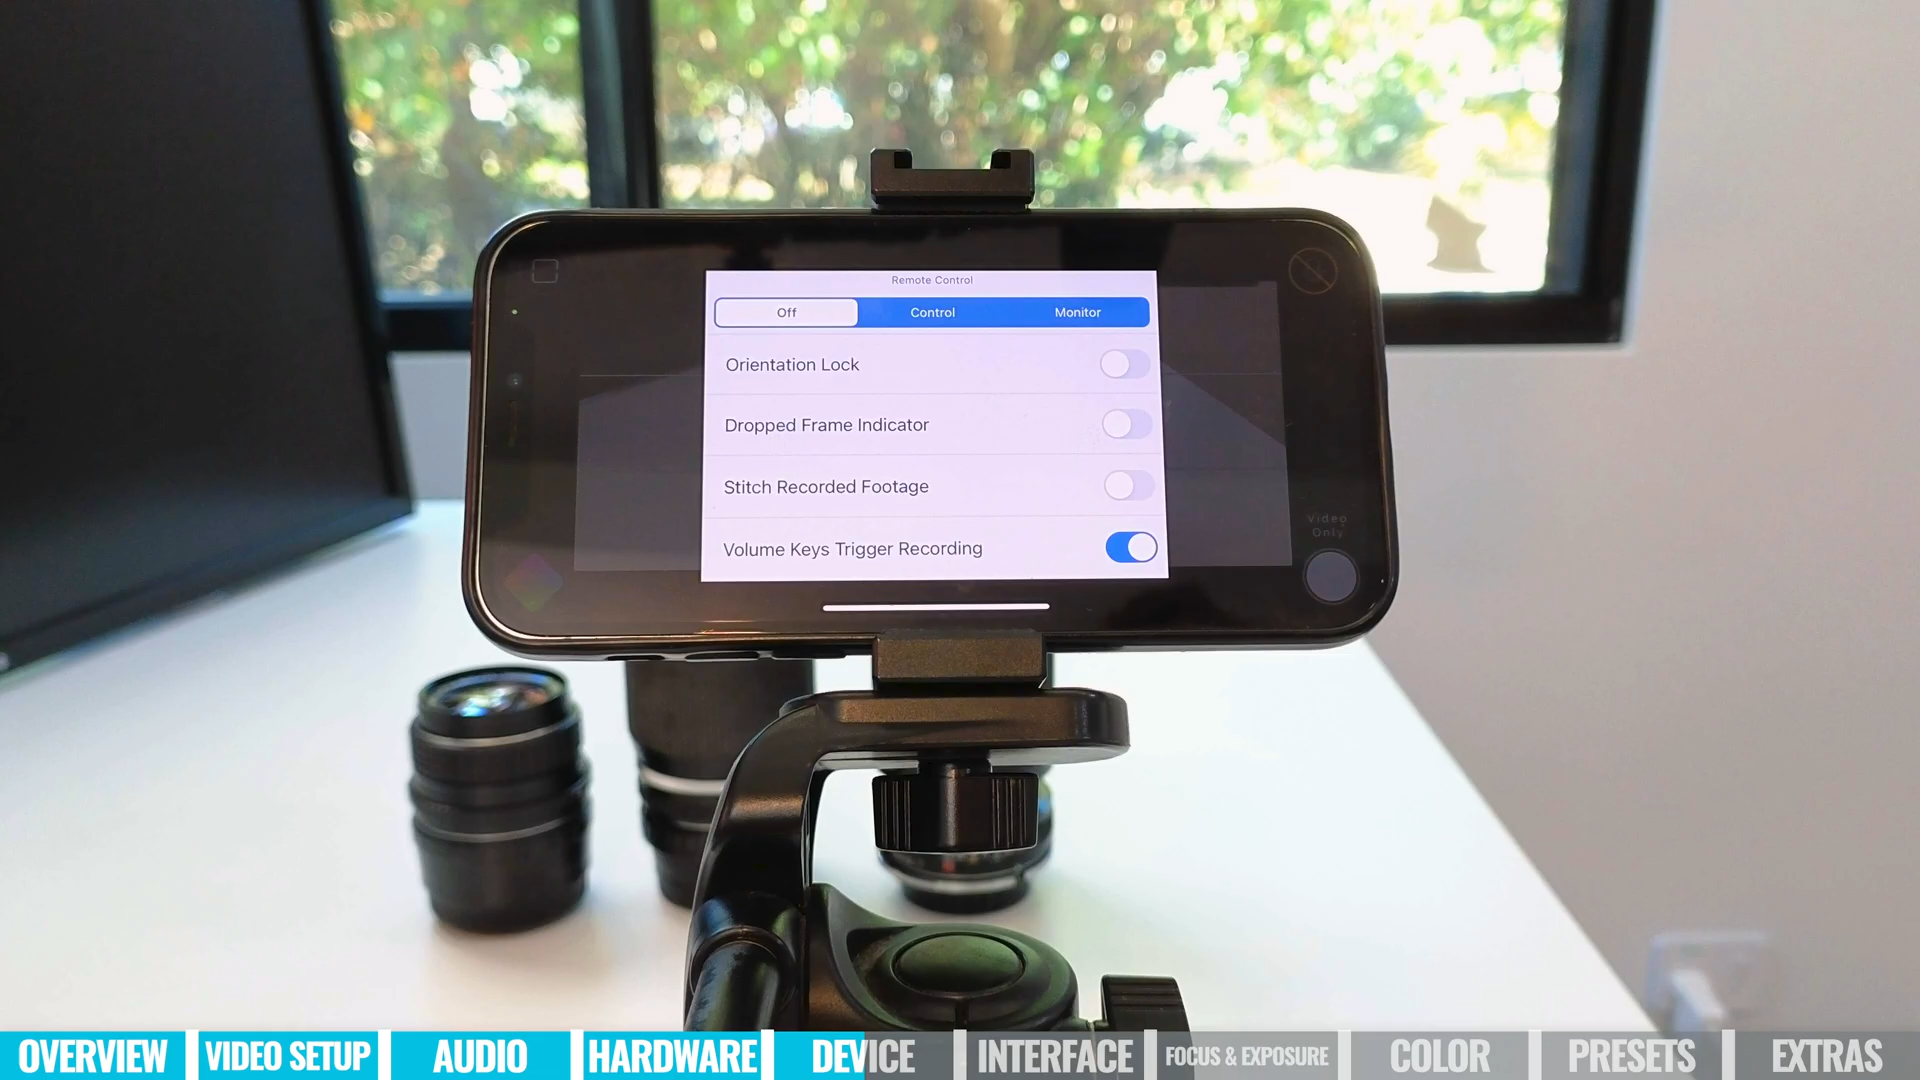 Remote Control
Off Control Monitor
Orientation Lock
Dropped Frame Indicator
Stitch Recorded Footage
Volume Keys Trigger Recording
Video
Only
OVERVIEW VIDEO SETUP AUDIO HARDWARE DEVICE INTERFACE FOCUS & EXPOSURE COLOR PRESETS EXTRAS